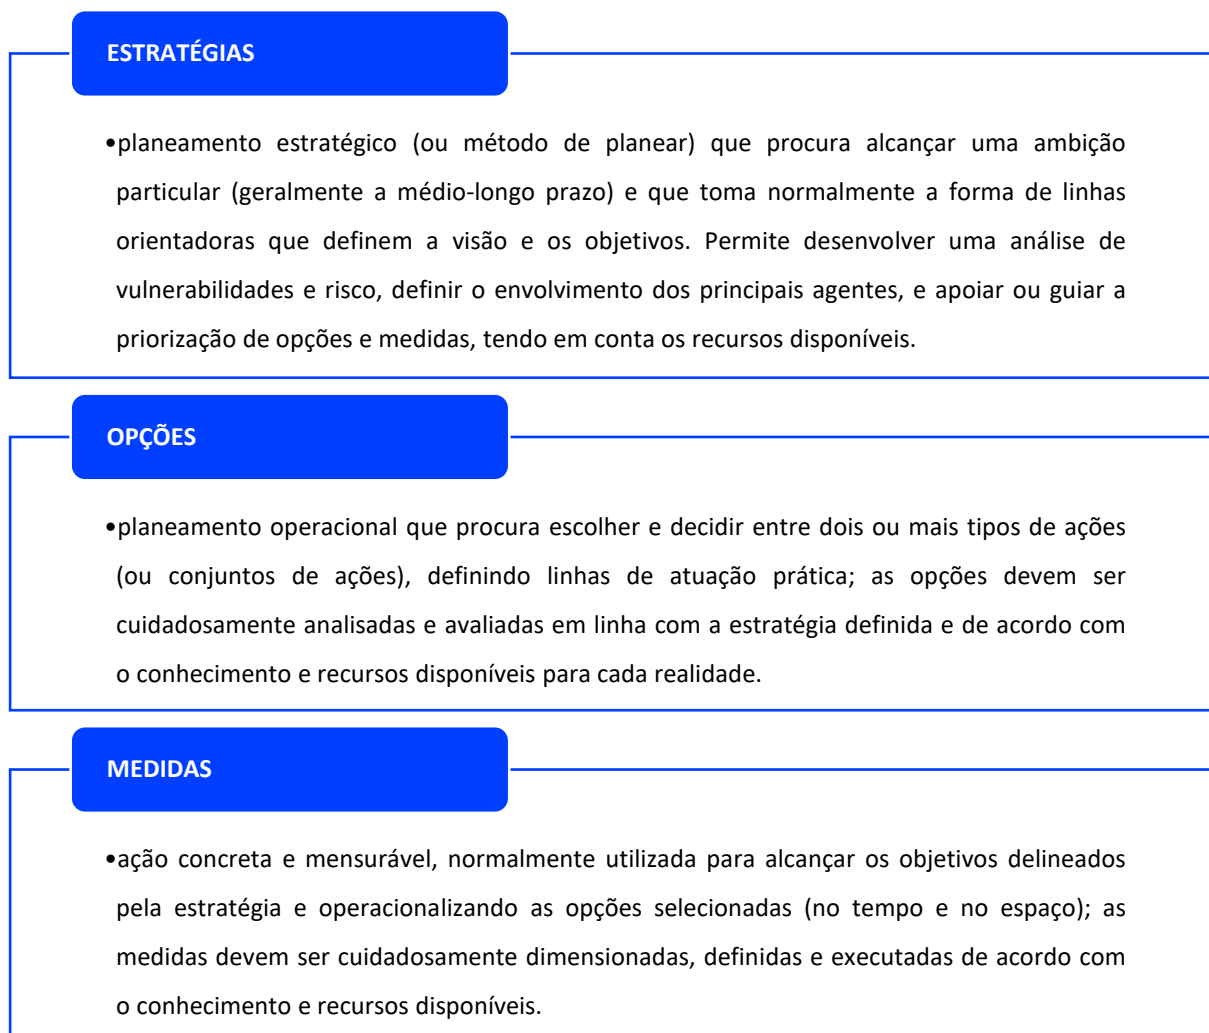 ESTRATÉGIAS
•planeamento estratégico (ou método de planear) que procura alcançar uma ambição
particular (geralmente a médio-longo prazo) e que toma normalmente a forma de linhas
orientadoras que definem a visão e os objetivos. Permite desenvolver uma análise de
vulnerabilidades e risco, definir o envolvimento dos principais agentes, e apoiar ou guiar a
priorização de opções e medidas, tendo em conta os recursos disponíveis.
OPÇÕES
•planeamento operacional que procura escolher e decidir entre dois ou mais tipos de ações
(ou conjuntos de ações), definindo linhas de atuação prática; as opções devem ser
cuidadosamente analisadas e avaliadas em linha com a estratégia definida e de acordo com
o conhecimento e recursos disponíveis para cada realidade.
MEDIDAS
•ação concreta e mensurável, normalmente utilizada para alcançar os objetivos delineados
pela estratégia e operacionalizando as opções selecionadas (no tempo e no espaço); as
medidas devem ser cuidadosamente dimensionadas, definidas e executadas de acordo com
o conhecimento e recursos disponíveis.